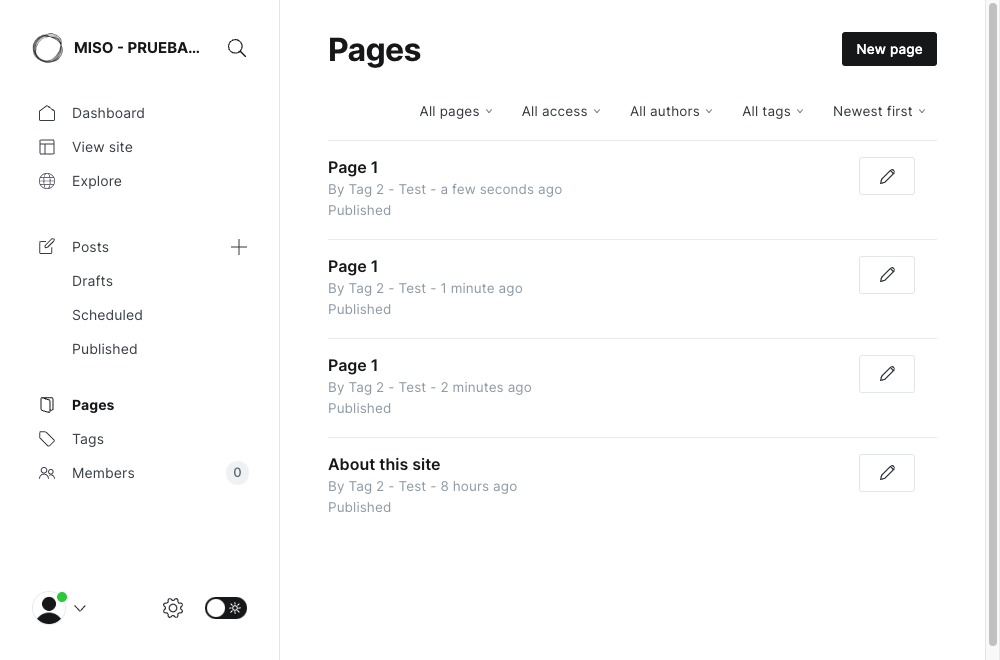 MISO - PRUEBA...
Dashboard
View site
Explore
Posts
Drafts
Scheduled
Published
Pages
Tags
Members 0
Pages
New page
All pages All access All authors All tags Newest first
Page 1
By Tag 2 - Test - a few seconds ago
Published
Page 1
By Tag 2 - Test - 1 minute ago
Published
Page 1
By Tag 2 - Test - 2 minutes ago
Published
About this site
By Tag 2 - Test - 8 hours ago
Published